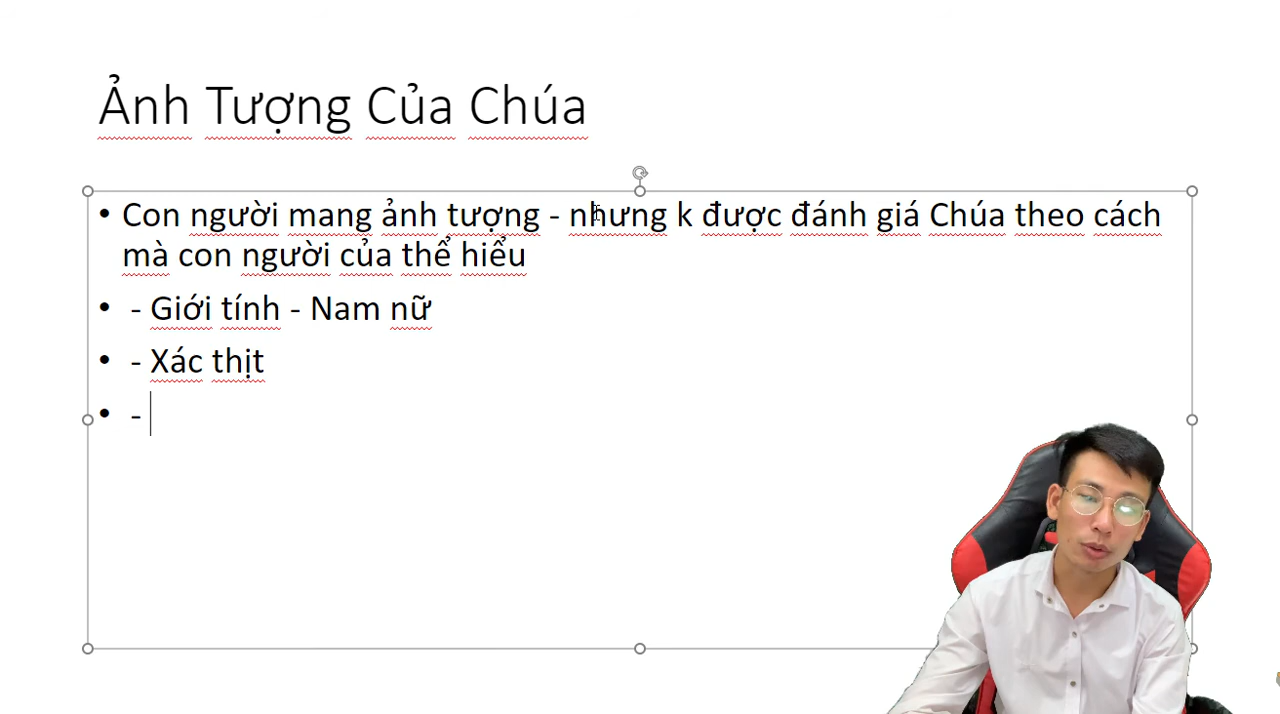 Ảnh Tượng Của Chúa
• Con người mang ảnh tượng - nhưng k được đánh giá Chúa theo cách
mà con người của thể hiểu
• - Giới tính - Nam nữ
• - Xác thịt
• -